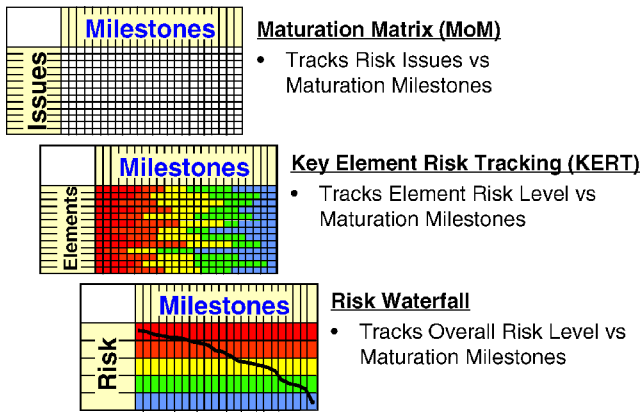 Milestones
Issues
Maturation Matrix (MoM)
• Tracks Risk Issues vs
Maturation Milestones
Milestones
Elements
Key Element Risk Tracking (KERT)
• Tracks Element Risk Level vs
Maturation Milestones
Milestones
Risk
Risk Waterfall
• Tracks Overall Risk Level vs
Maturation Milestones